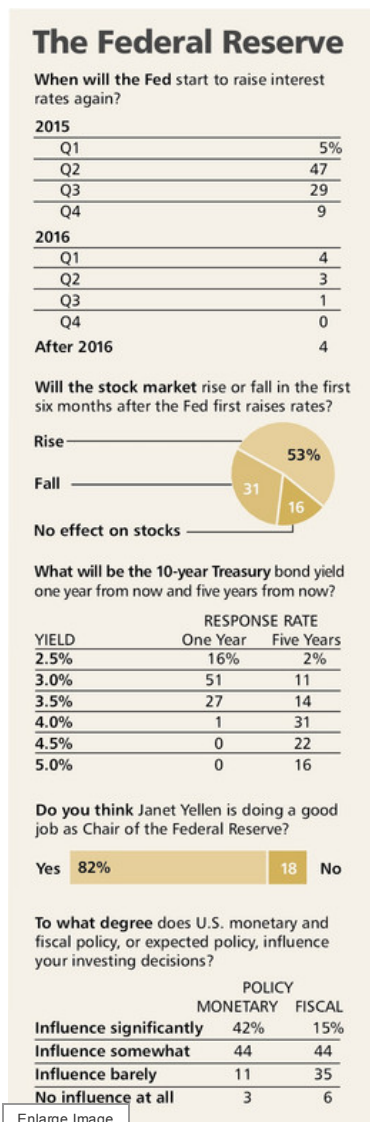 The Federal Reserve
When will the Fed start to raise interest
rates again?
2015
Q1 5%
Q2 47
Q3 29
Q4 9
2016
Q1 4
Q2 3
Q3 1
Q4 0
After 2016 4
Will the stock market rise or fall in the first
six months after the Fed first raises rates?
Rise
53%
Fall
31
16
No effect on stocks
What will be the 10-year Treasury bond yield
one year from now and five years from now?
RESPONSE RATE
YIELD One Year Five Years
2.5% 16% 2%
3.0% 51 11
3.5% 27 14
4.0% 1 31
4.5% 0 22
5.0% 0 16
Do you think Janet Yellen is doing a good
job as Chair of the Federal Reserve?
Yes 82% 18 No
To what degree does U.S. monetary and
fiscal policy, or expected policy, influence
your investing decisions?
POLICY
MONETARY FISCAL
Influence significantly 42% 15%
Influence somewhat 44 44
Influence barely 11 35
No influence at all 3 6
Enlarge Image